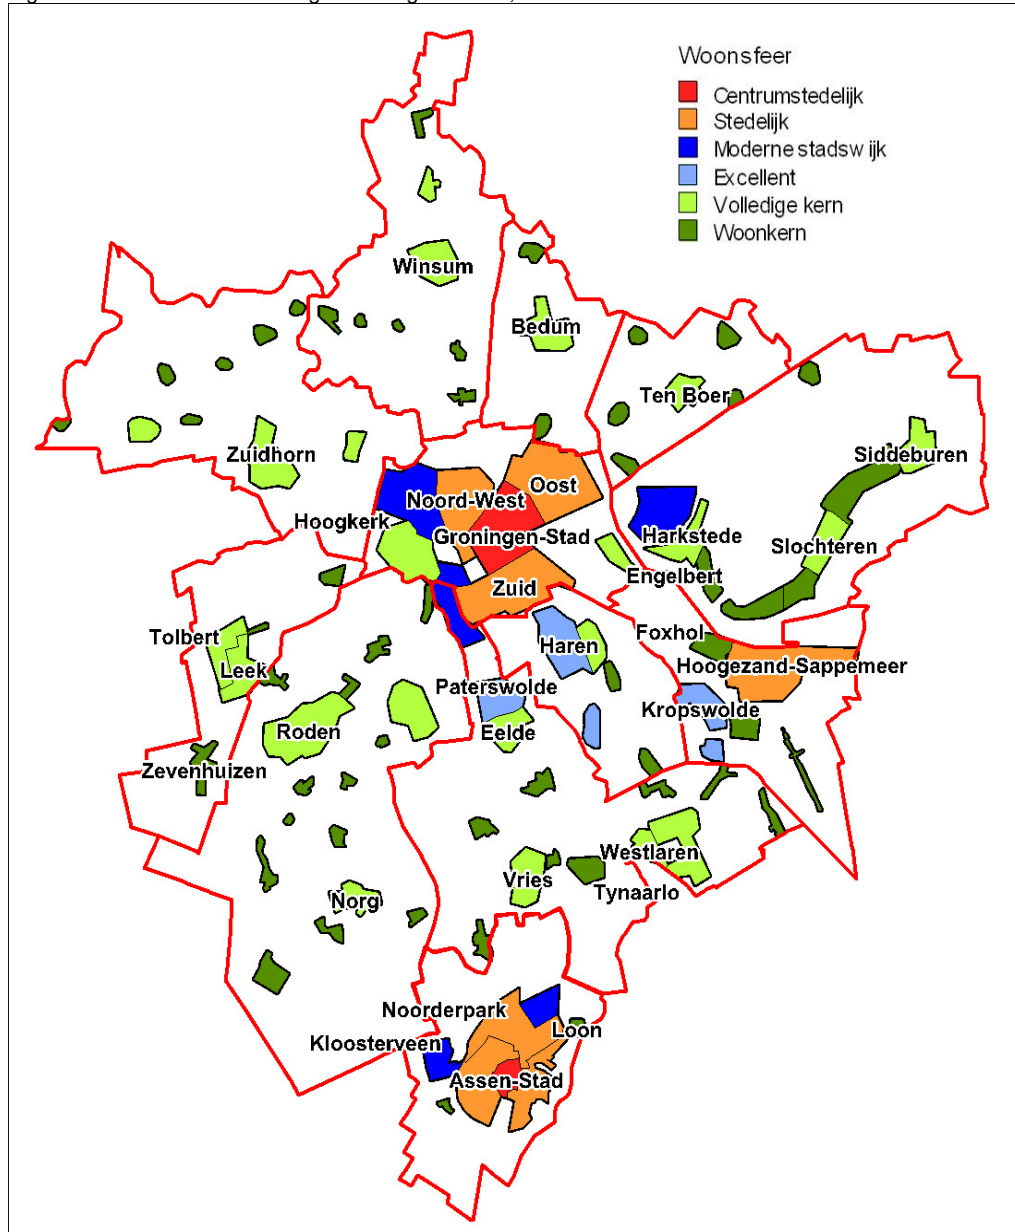 Woonsfeer
Centrumstedelijk
Stedelijk
Moderne stadswijk
Excellent
Volledige kern
Woonkern
Winsum
Bedum
Ten Boer
Zuidhorn
Siddeburen
Oost
Noord-West
Hoogkerk
Groningen-Stad
Harkstede
Slochteren
Engelbert
Zuid
Tolbert
Foxhol
Haren
Leek
Hoogezand-Sappemeer
Paterswolde
Kropswolde
Roden
Eelde
Zevenhuizen
Westlaren
Vries
Tynaarlo
Norg
Noorderpark
Loon
Kloosterveen
Assen-Stad